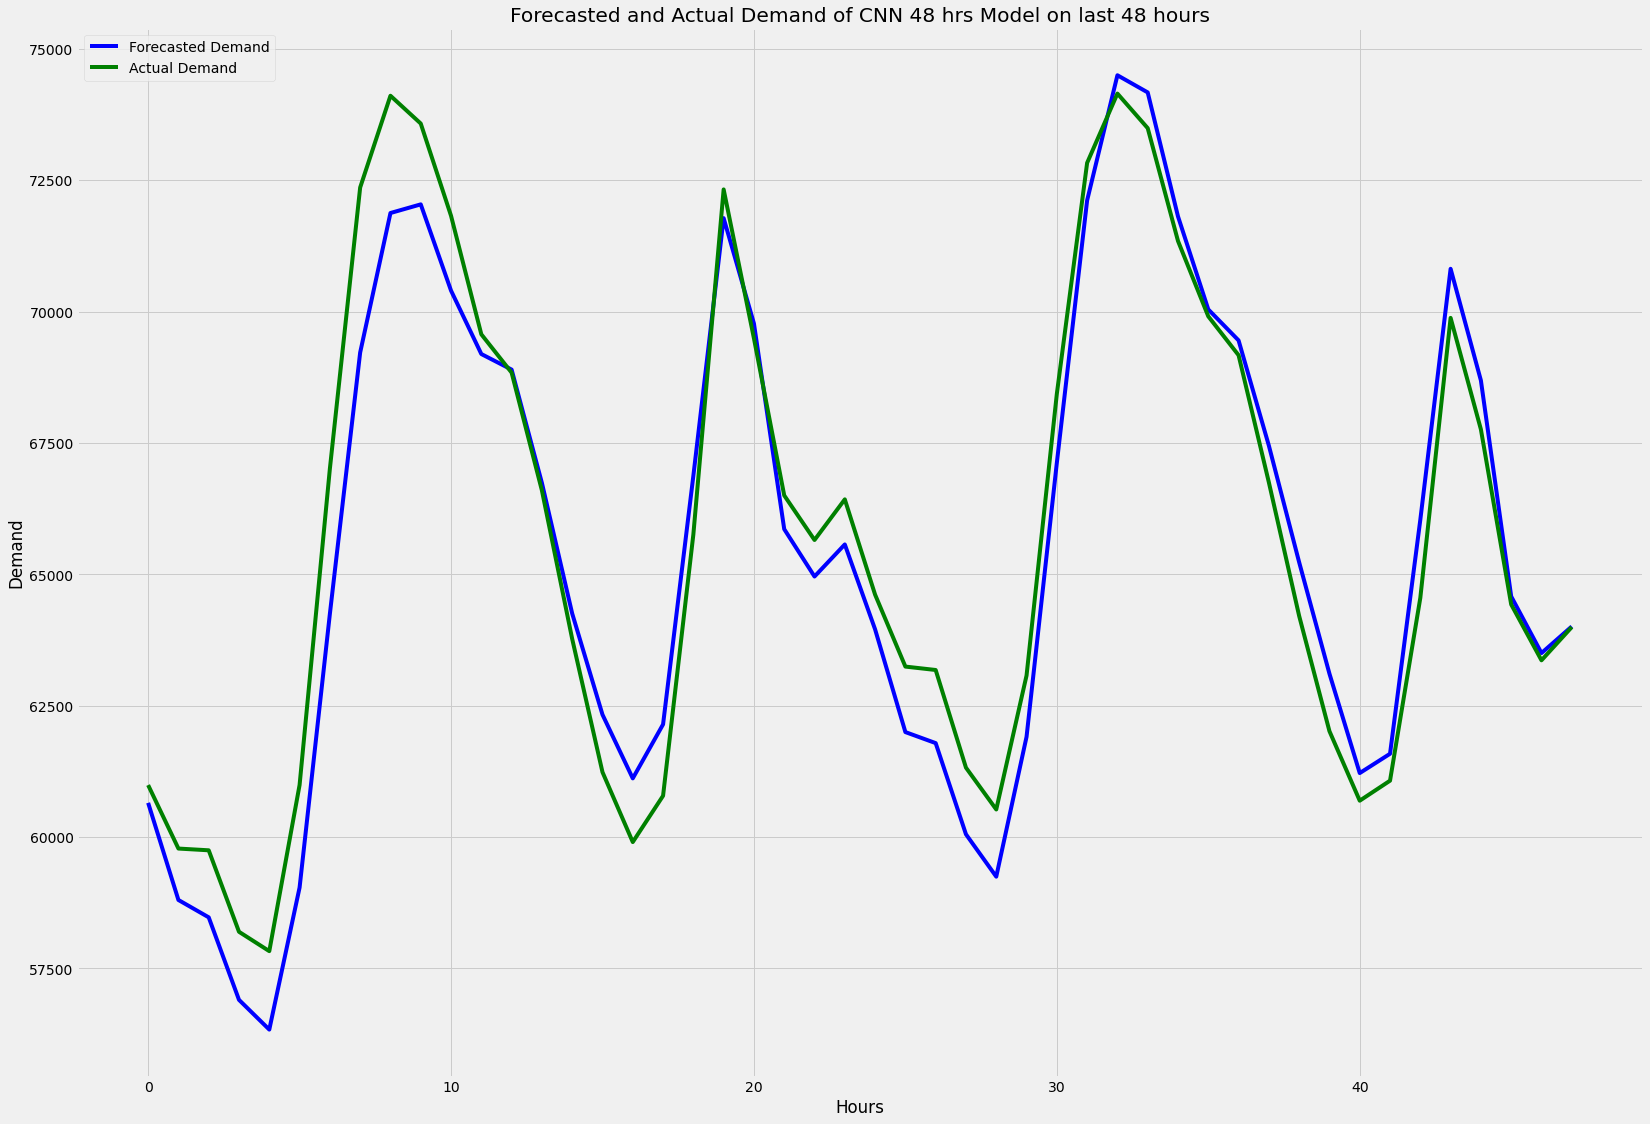 Forecasted and Actual Demand of CNN 48 hrs Model on last 48 hours
Forecasted Demand
Actual Demand
75000
72500
70000
67500
65000
62500
60000
57500
Demand
0 10 20 30 40
Hours